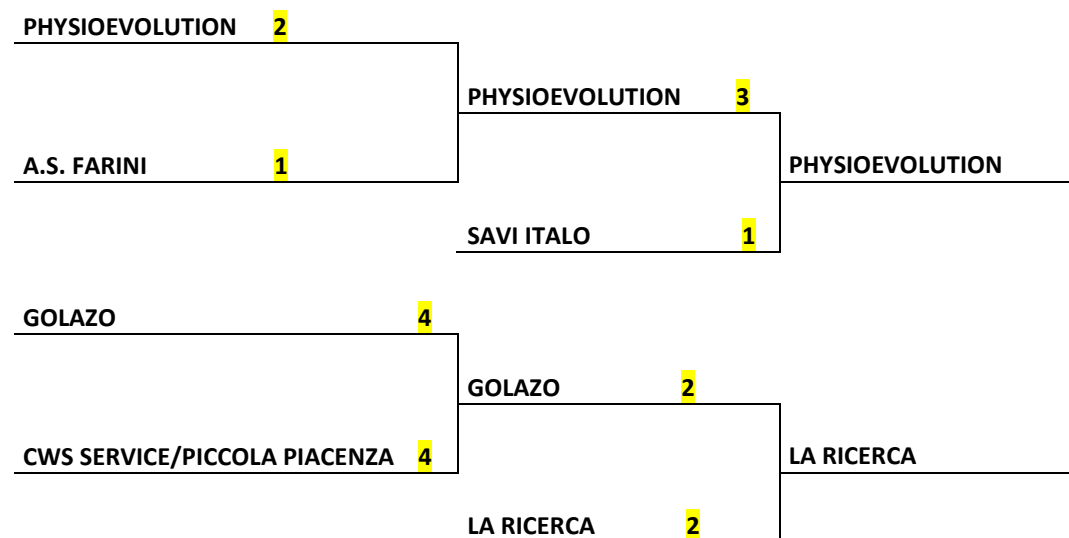 PHYSIOEVOLUTION 2
PHYSIOEVOLUTION 3
A.S. FARINI 1
PHYSIOEVOLUTION
SAVI ITALO 1
GOLAZO 4
GOLAZO 2
CWS SERVICE/PICCOLA PIACENZA 4
LA RICERCA
LA RICERCA 2